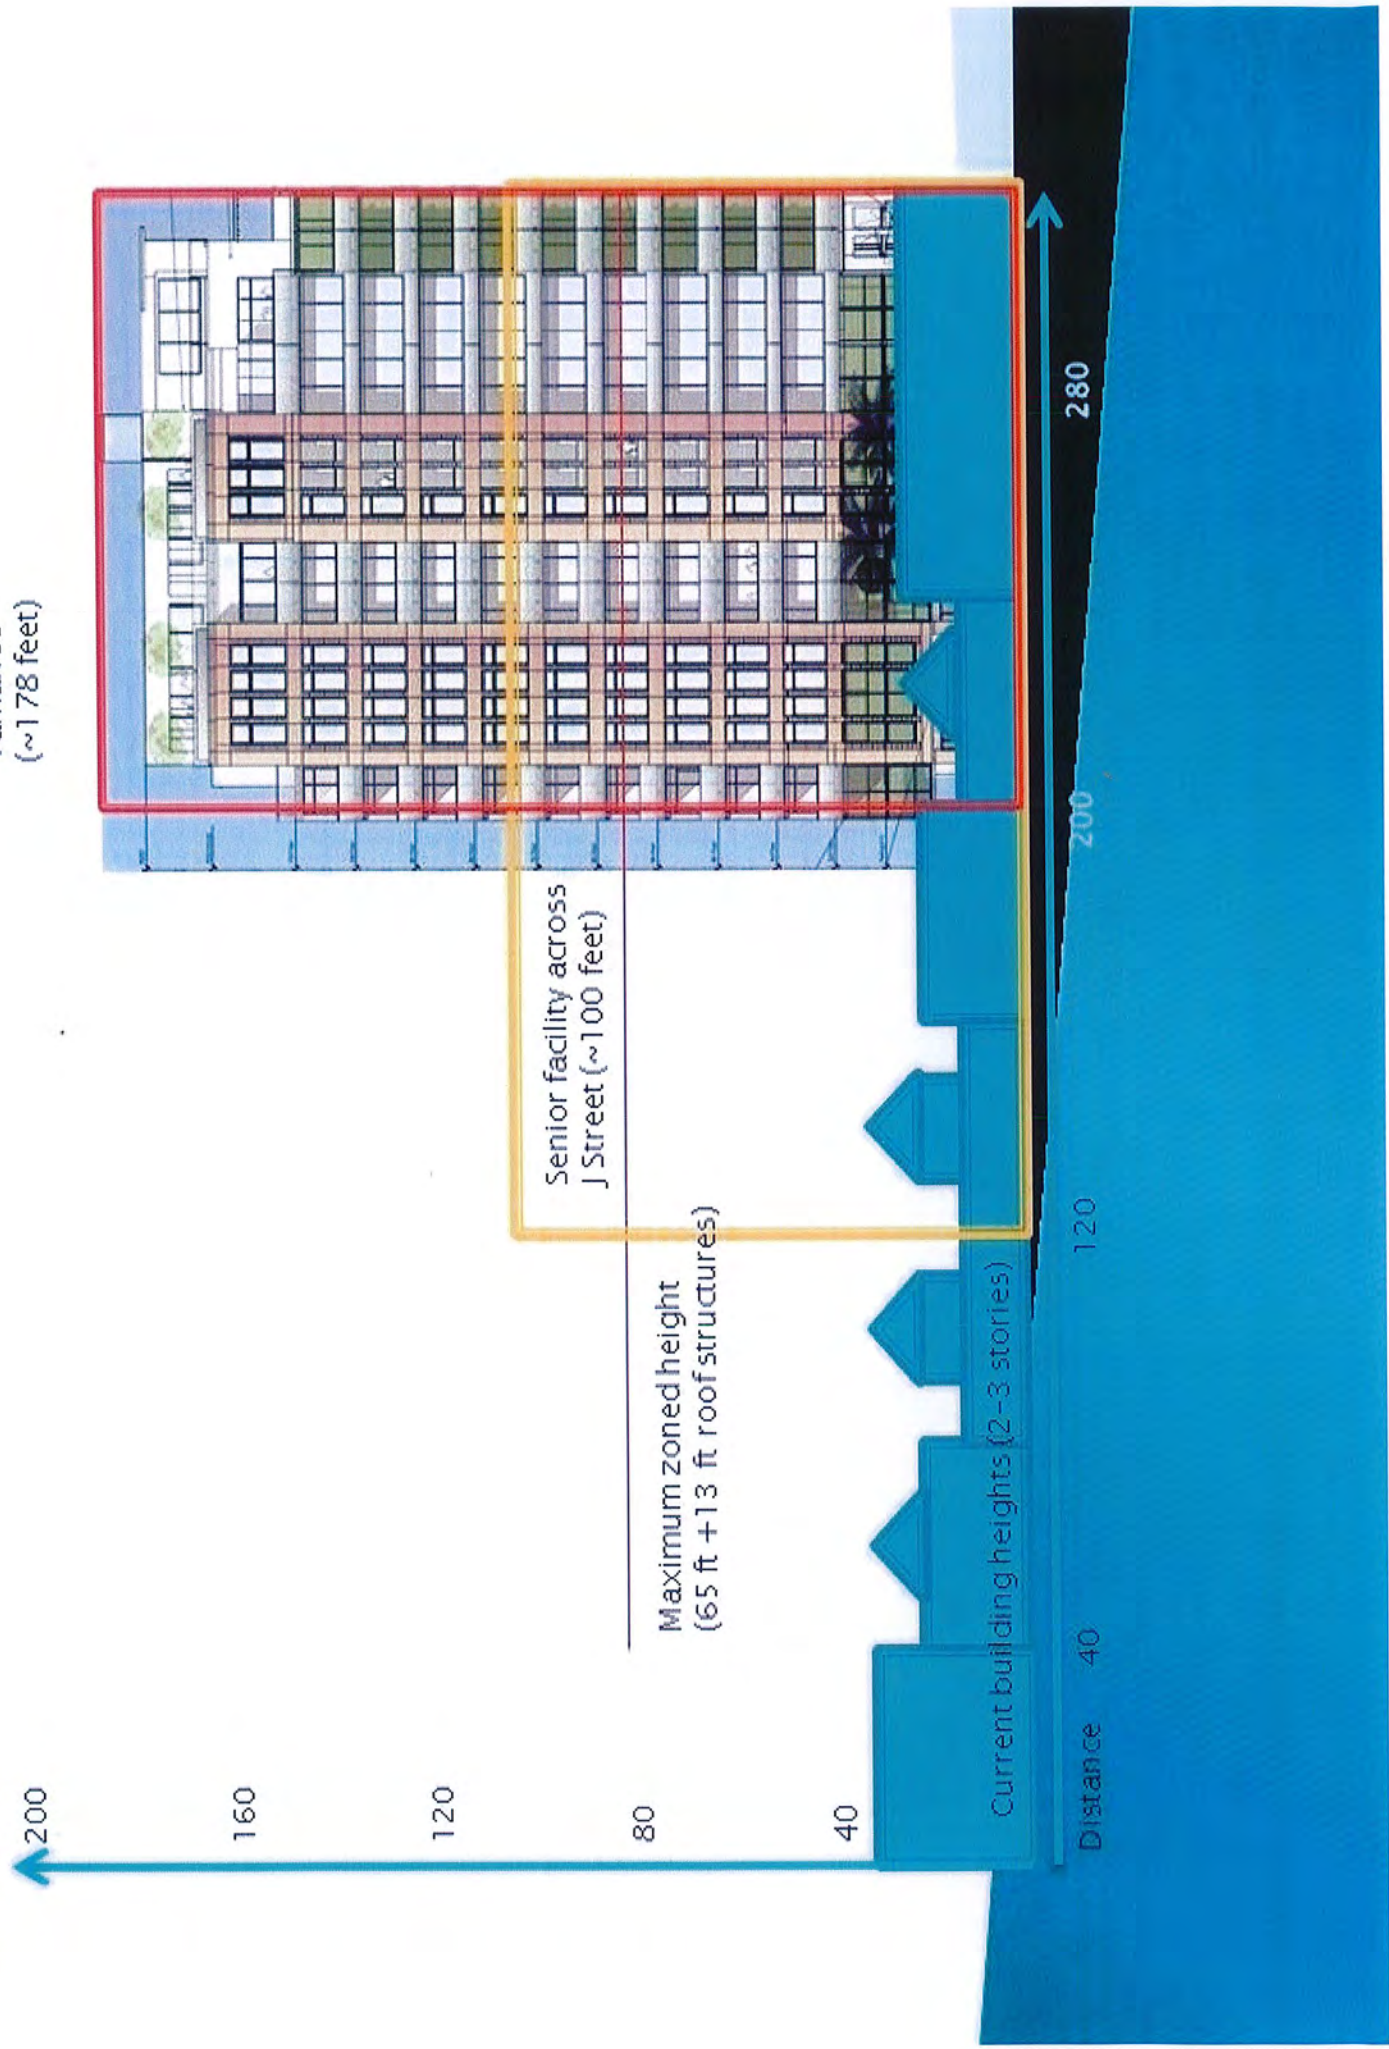 (~178 feet)
200
160
120
80
40
Senior facility across
J Street (~100 feet)
Maximum zoned height
(65 ft +13 ft roof structures)
Current building heights (2-3 stories)
Distance 40 120 200 280